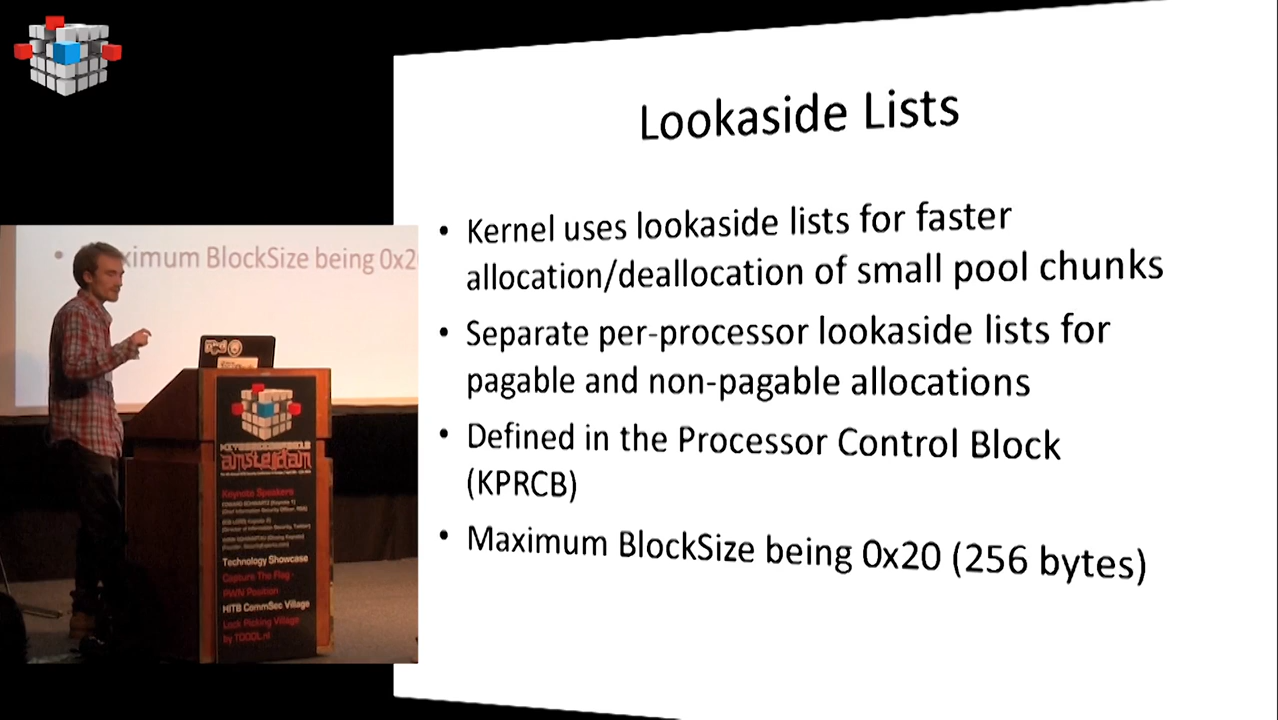 Lookaside Lists
• Kernel uses lookaside lists for faster
allocation/deallocation of small pool chunks
• Separate per-processor lookaside lists for
pagable and non-pagable allocations
• Defined in the Processor Control Block
(KPRCB)
• Maximum BlockSize being 0x20 (256 bytes)
ximum BlockSize being 0x2
amsterdam
Keynote Speakers
Technology Showcase
Capture The Flag -
PWN Position
HITB CommSec Village
Lock Picking Village
by TOOOL.nl